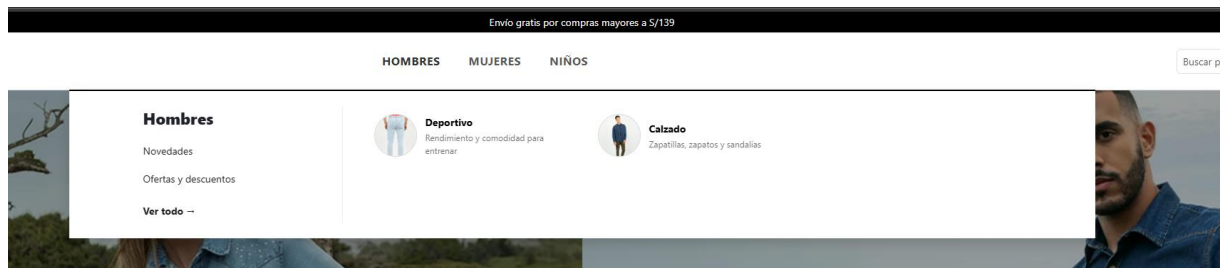 Envío gratis por compras mayores a S/139
HOMBRES MUJERES NIÑOS
Buscar p
Hombres
Novedades
Ofertas y descuentos
Ver todo →
Deportivo
Rendimiento y comodidad para
entrenar
Calzado
Zapatillas, zapatos y sandalias